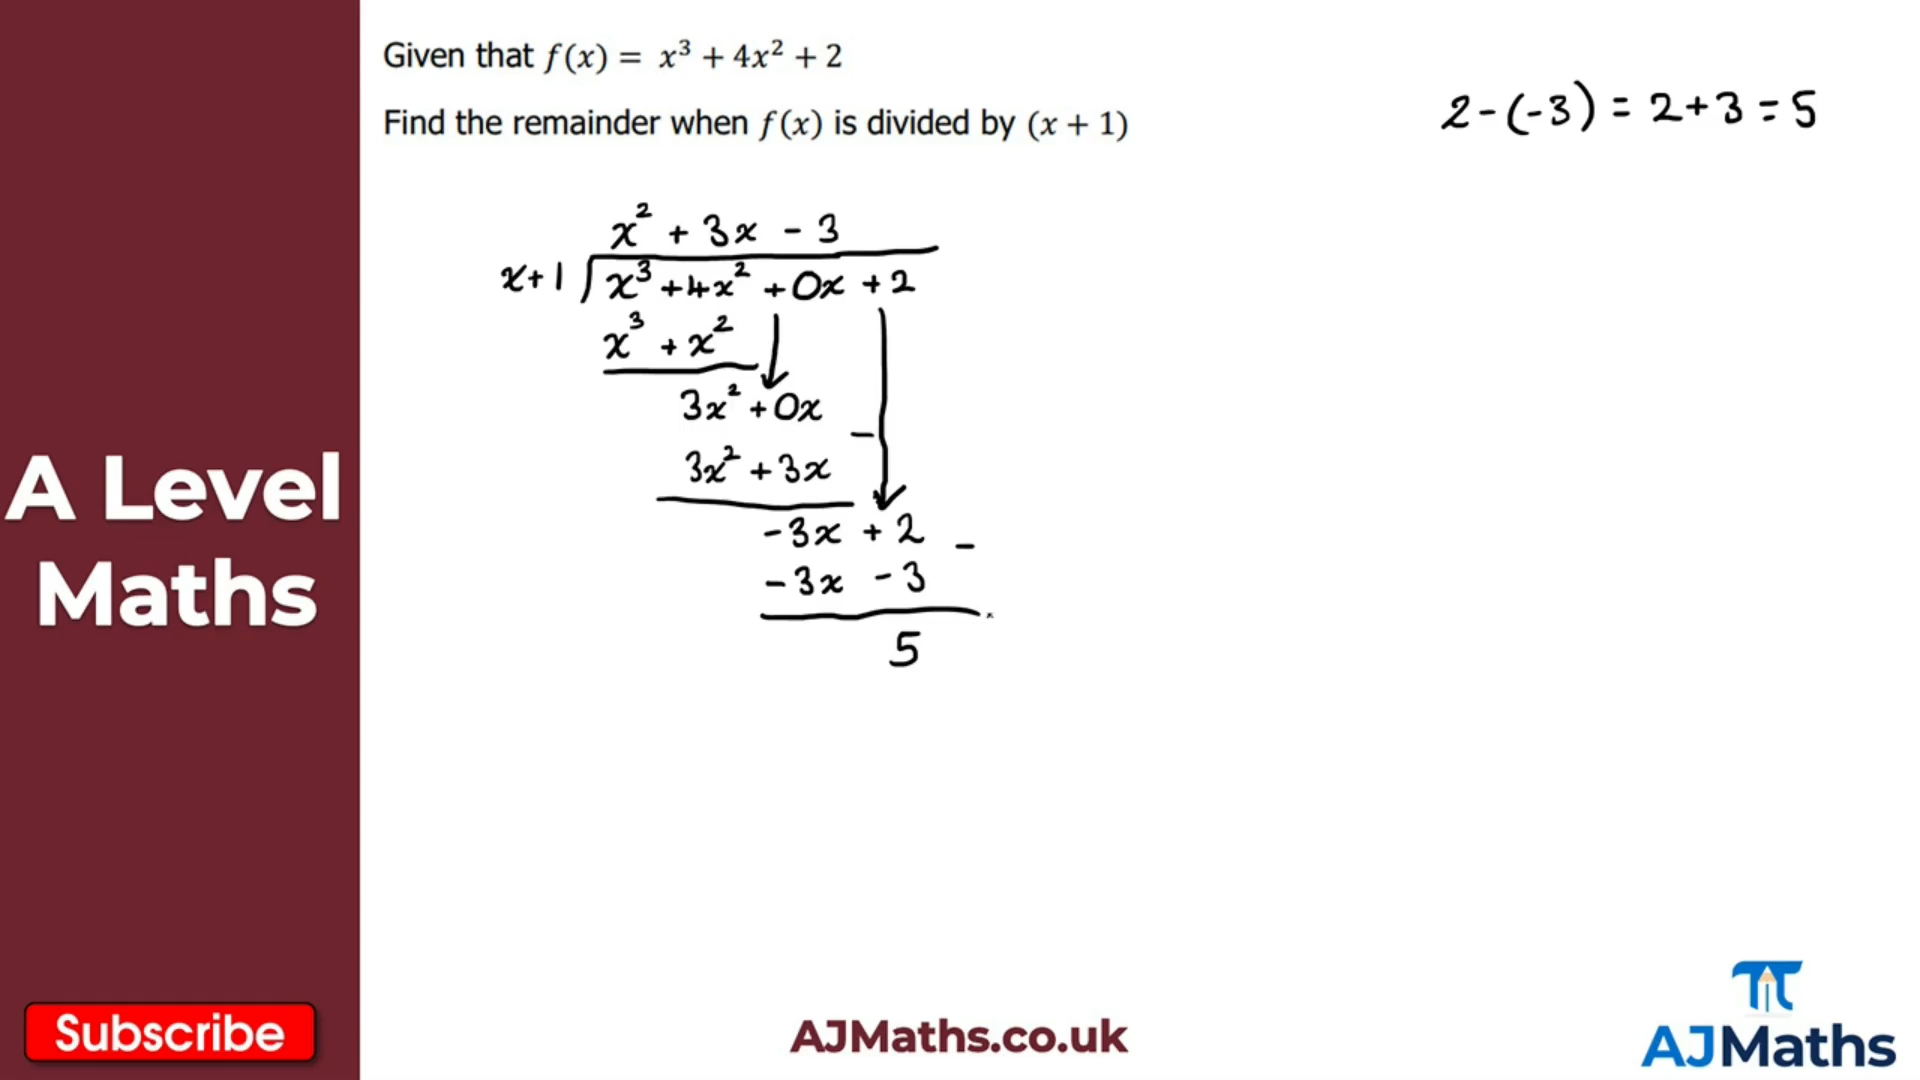 Given that f(x) = x³ + 4x² + 2
Find the remainder when f(x) is divided by (x + 1)
2-(-3) = 2+3 = 5
x² + 3x - 3
x+1 x³ +4x² +0x +2
x³ + x²
3x² +0x
-
3x² +3x
-3x + 2
-
-3x - 3
5
A Level
Maths
Subscribe
AJMaths.co.uk
AJMaths